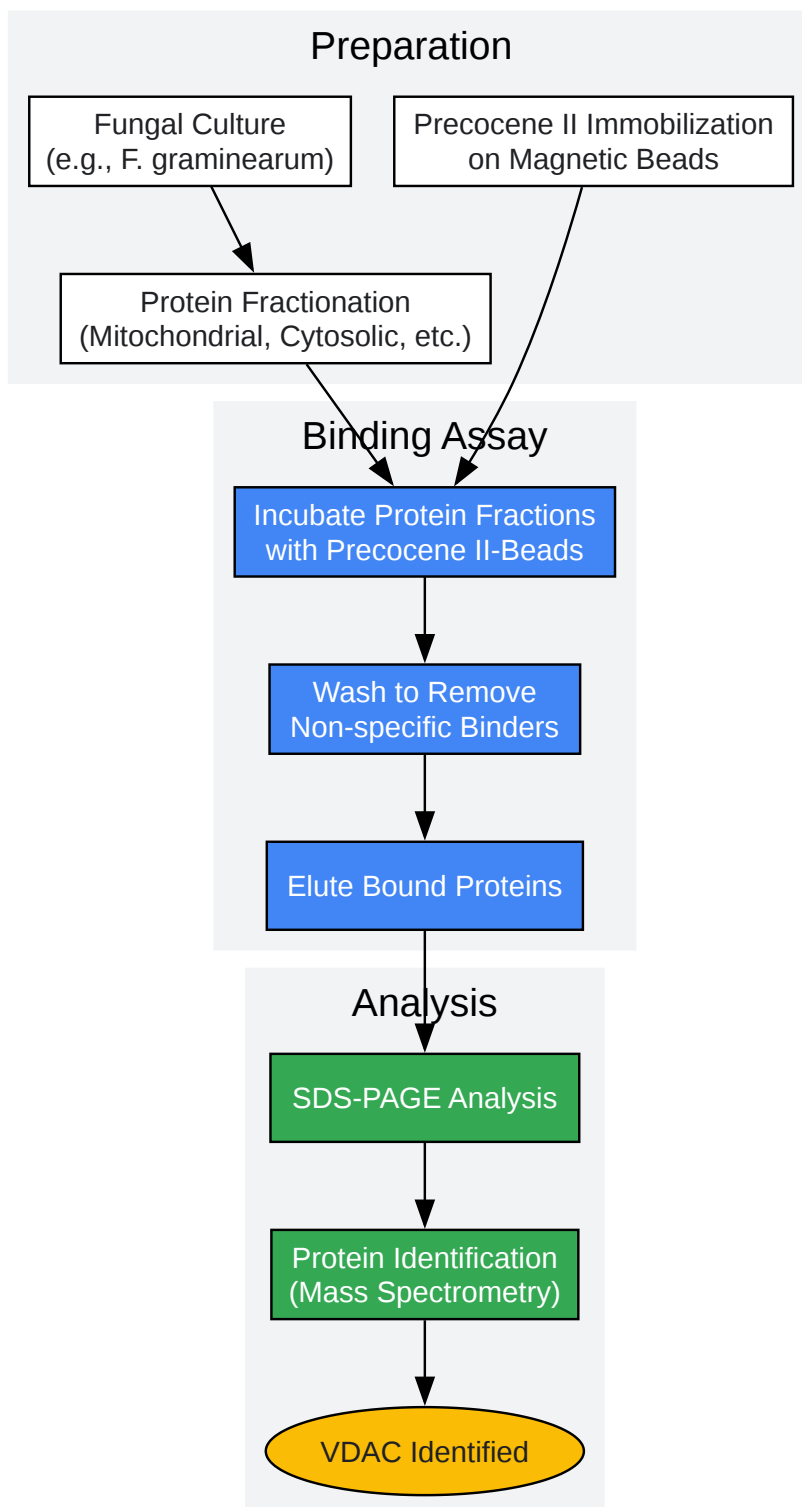 Preparation
Fungal Culture
(e.g., F. graminearum)
Precocene II Immobilization
on Magnetic Beads
Protein Fractionation
(Mitochondrial, Cytosolic, etc.)
Binding Assay
Incubate Protein Fractions
with Precocene II-Beads
Wash to Remove
Non-specific Binders
Elute Bound Proteins
Analysis
SDS-PAGE Analysis
Protein Identification
(Mass Spectrometry)
VDAC Identified